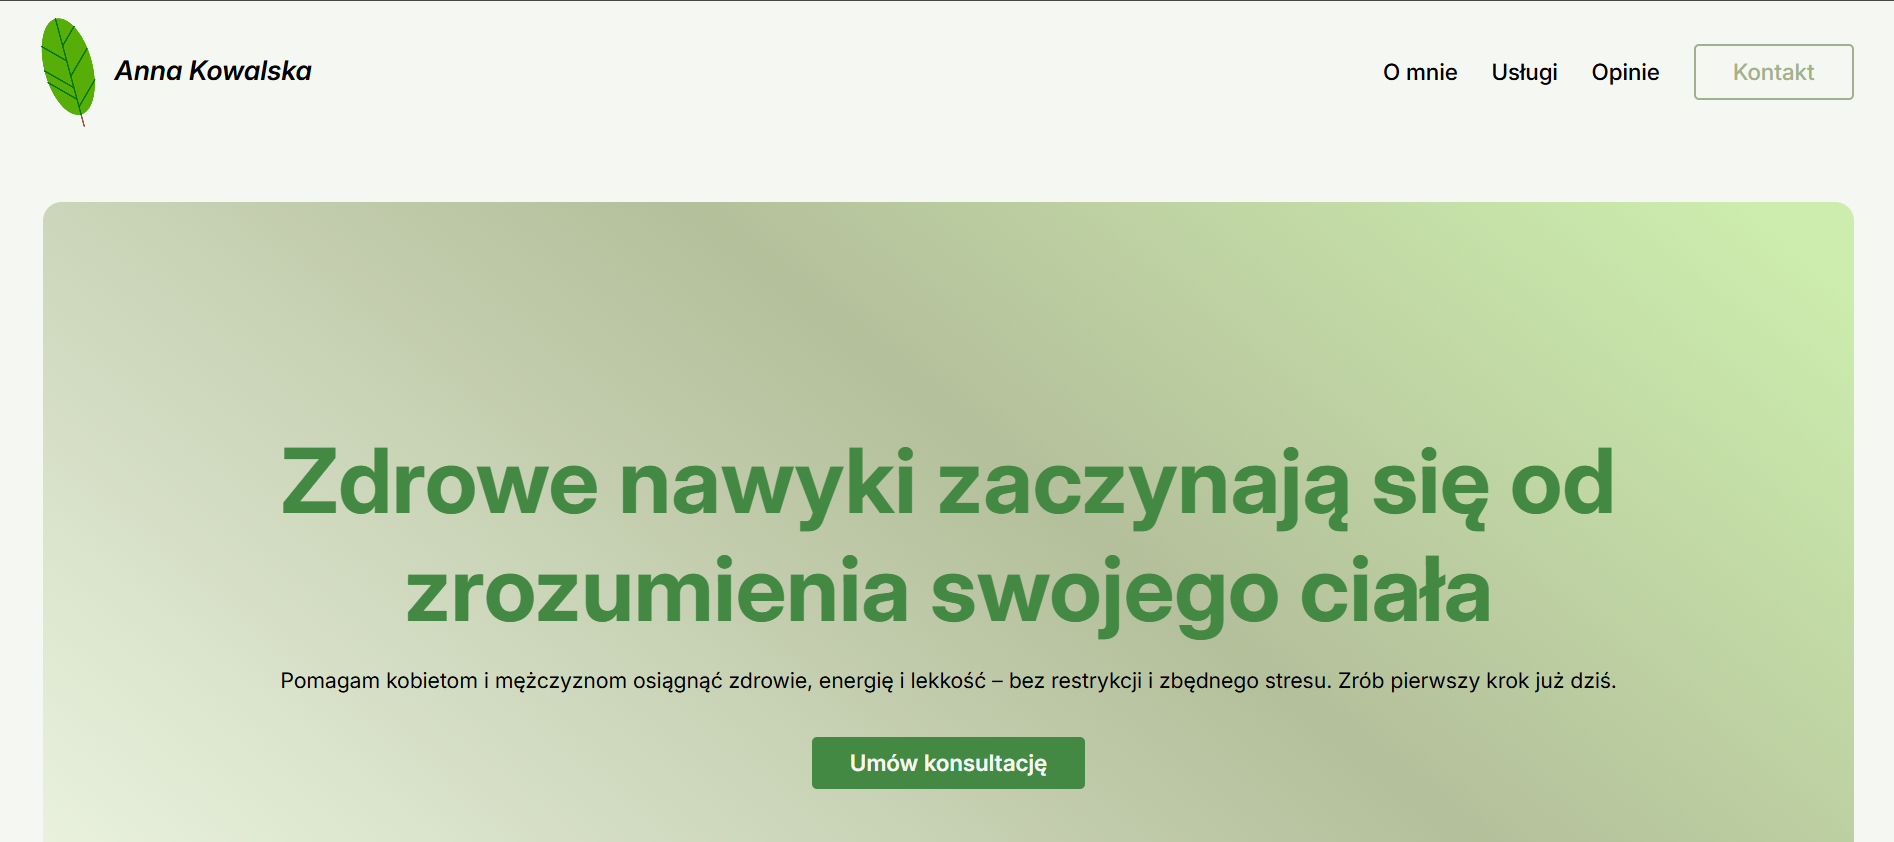 Anna Kowalska
O mnie Usługi Opinie Kontakt
Zdrowe nawyki zaczynają się od
zrozumienia swojego ciała
Pomagam kobietom i mężczyznom osiągnąć zdrowie, energię i lekkość – bez restrykcji i zbędnego stresu. Zrób pierwszy krok już dziś.
Umów konsultację